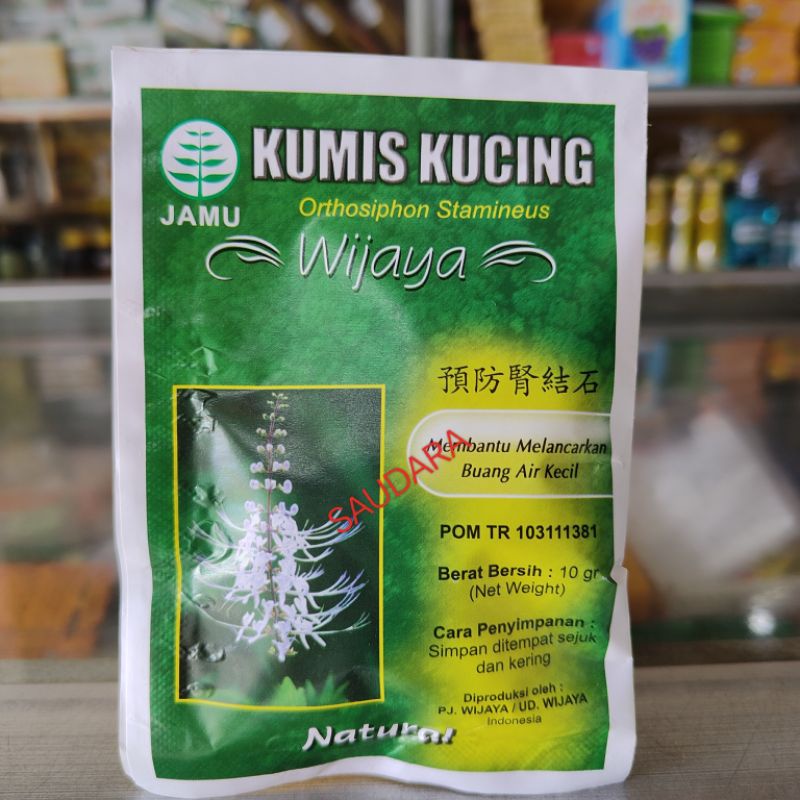 JAMU
KUMIS KUCING
Orthosiphon Stamineus
Wijaya
預防腎結石
Membantu Melancarkan
Buang Air Kecil
SAUDARA
POM TR 103111381
Berat Bersih : 10 gr
(Net Weight)
Cara Penyimpanan :
Simpan ditempat sejuk
dan kering
Diproduksi oleh :
PJ. WIJAYA / UD. WIJAYA
Indonesia
Natural